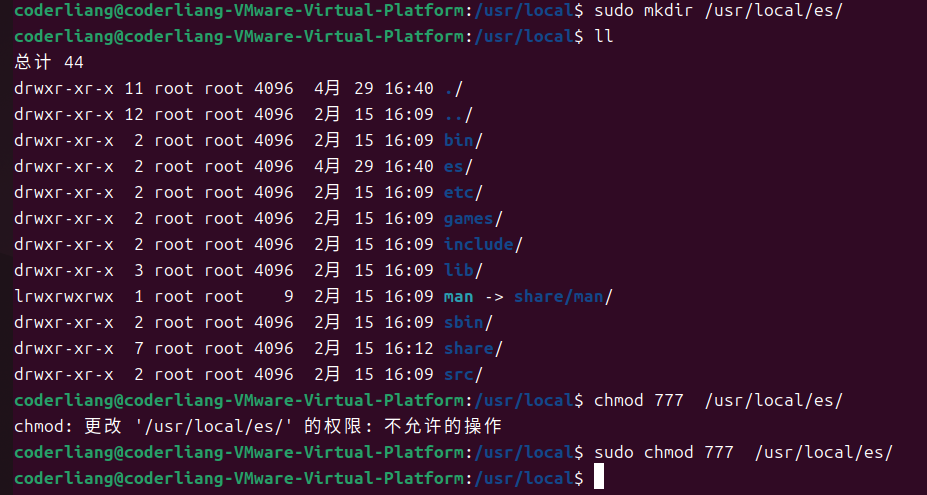 coderliang@coderliang-VMware-Virtual-Platform:/usr/local$ sudo mkdir /usr/local/es/
coderliang@coderliang-VMware-Virtual-Platform:/usr/local$ ll
总计 44
drwxr-xr-x 11 root root 4096  4月 29 16:40 ./
drwxr-xr-x 12 root root 4096  2月 15 16:09 ../
drwxr-xr-x  2 root root 4096  2月 15 16:09 bin/
drwxr-xr-x  2 root root 4096  4月 29 16:40 es/
drwxr-xr-x  2 root root 4096  2月 15 16:09 etc/
drwxr-xr-x  2 root root 4096  2月 15 16:09 games/
drwxr-xr-x  2 root root 4096  2月 15 16:09 include/
drwxr-xr-x  3 root root 4096  2月 15 16:09 lib/
lrwxrwxrwx  1 root root    9  2月 15 16:09 man -> share/man/
drwxr-xr-x  2 root root 4096  2月 15 16:09 sbin/
drwxr-xr-x  7 root root 4096  2月 15 16:12 share/
drwxr-xr-x  2 root root 4096  2月 15 16:09 src/
coderliang@coderliang-VMware-Virtual-Platform:/usr/local$ chmod 777  /usr/local/es/
chmod: 更改 '/usr/local/es/' 的权限: 不允许的操作
coderliang@coderliang-VMware-Virtual-Platform:/usr/local$ sudo chmod 777  /usr/local/es/
coderliang@coderliang-VMware-Virtual-Platform:/usr/local$